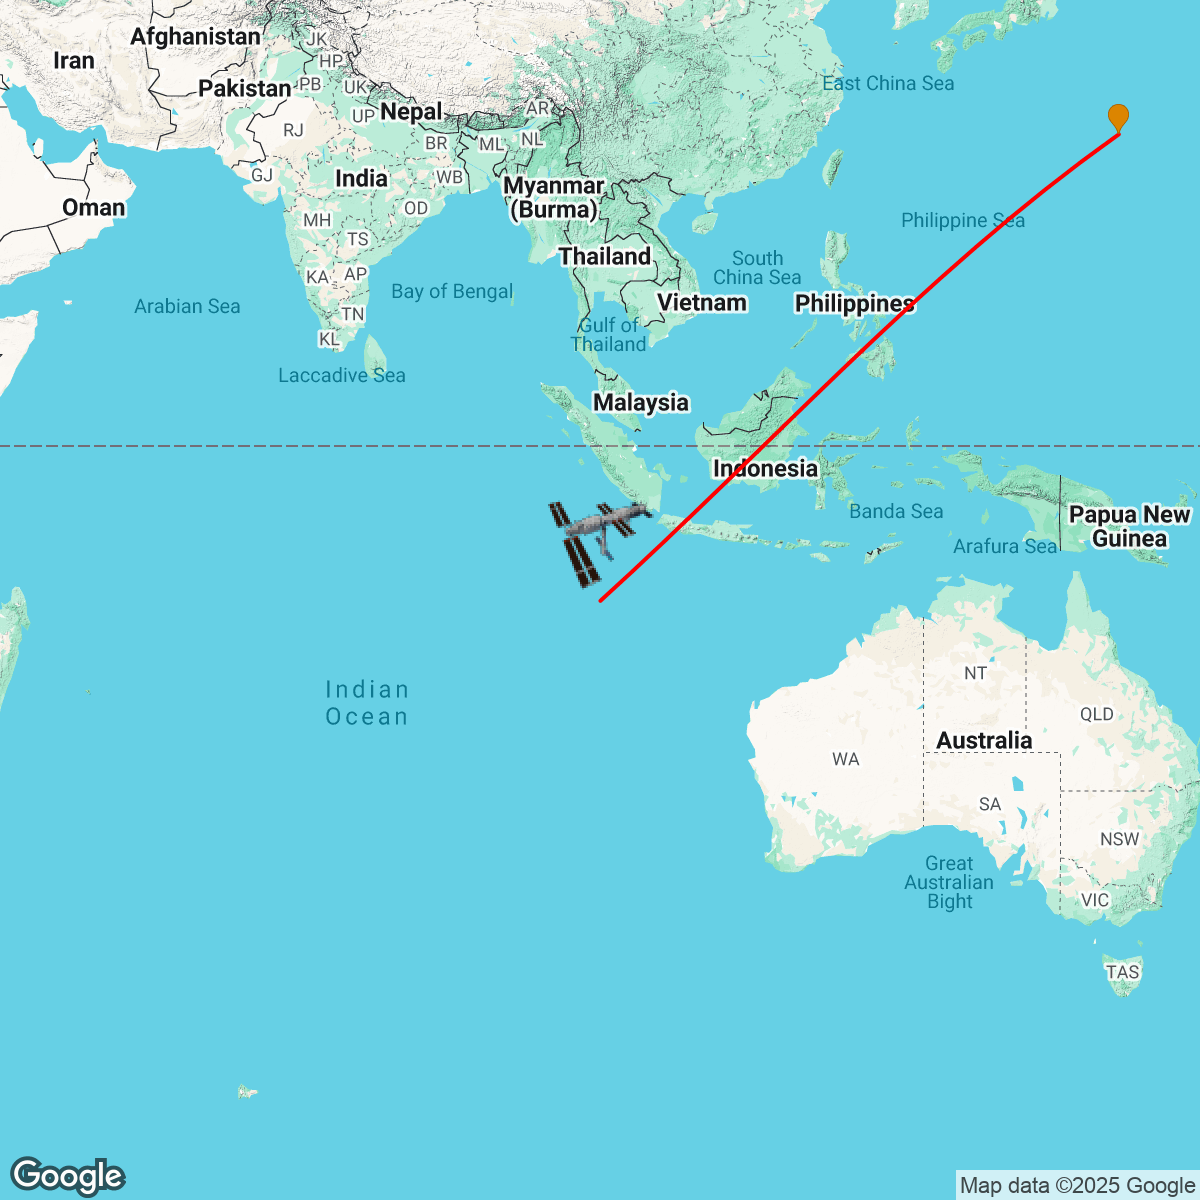 Afghanistan
JK
Iran
HP
East China Sea
Pakistan
PB
UK
Nepal
AR
UP
RJ
BR
ML
NL
GJ
India
WB
Myanmar
(Burma)
Oman
OD
MH
Philippine Sea
TS
Thailand
South
China Sea
KA
AP
Bay of Bengal
Arabian Sea
Vietnam
Philippines
TN
Gulf of
Thailand
KL
Laccadive Sea
Malaysia
Indonesia
Banda Sea
Papua New
Guinea
Arafura Sea
NT
Indian
Ocean
QLD
Australia
WA
SA
NSW
Great
Australian
Bight
VIC
TAS
Google
Map data ©2025 Google